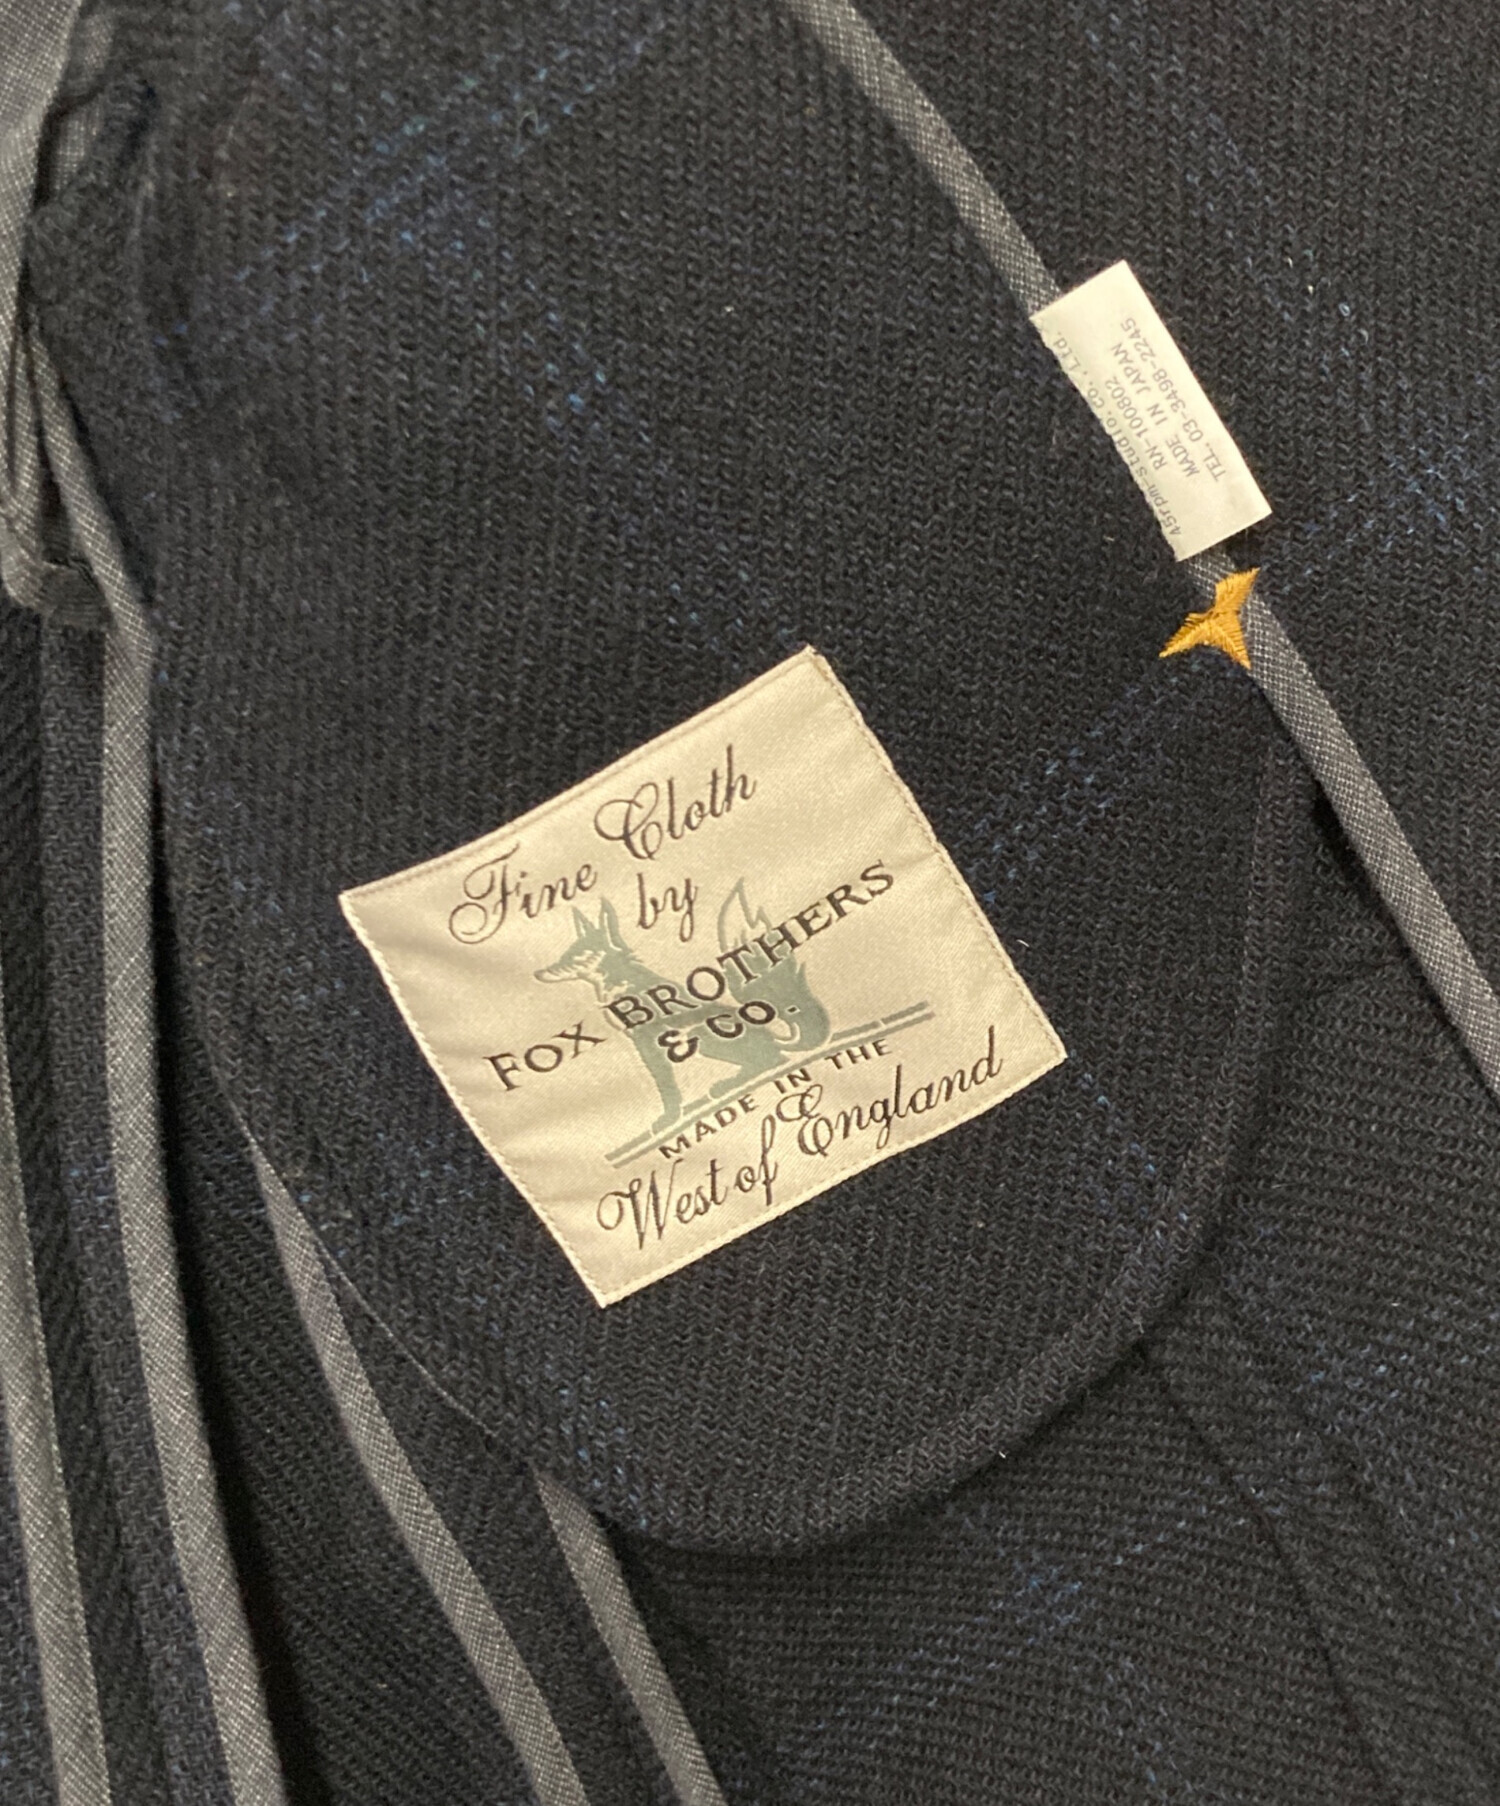 45rpm-studio.co.,Ltd.
RN-100802
MADE IN JAPAN
TEL.03-3498-2245
Fine Cloth
by
FOX BROTHERS
& CO.
MADE IN THE
West of England